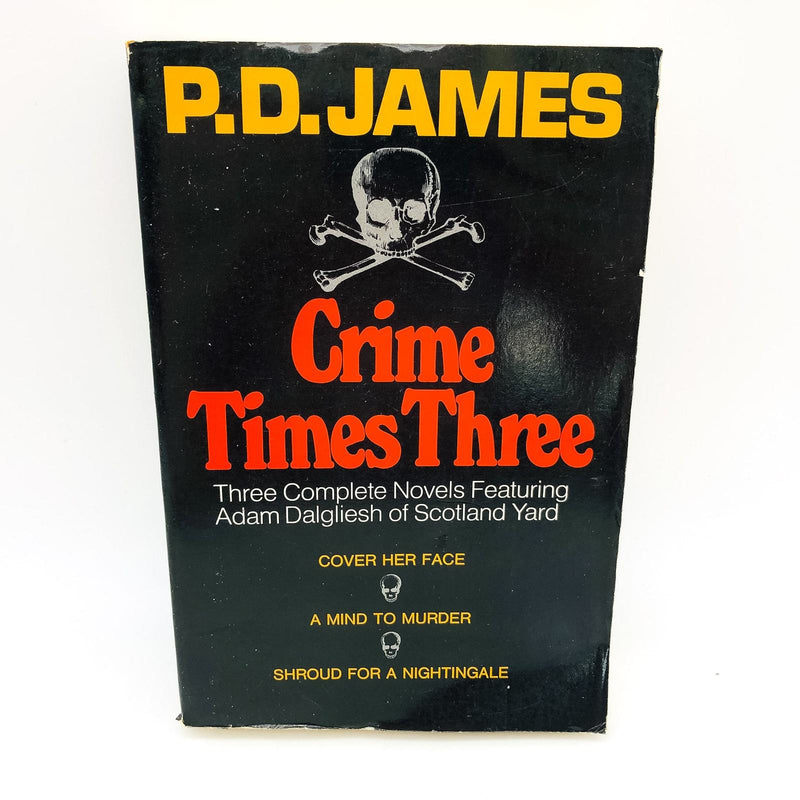 P.D. JAMES
Crime
Times Three
Three Complete Novels Featuring
Adam Dalgliesh of Scotland Yard
COVER HER FACE
A MIND TO MURDER
SHROUD FOR A NIGHTINGALE